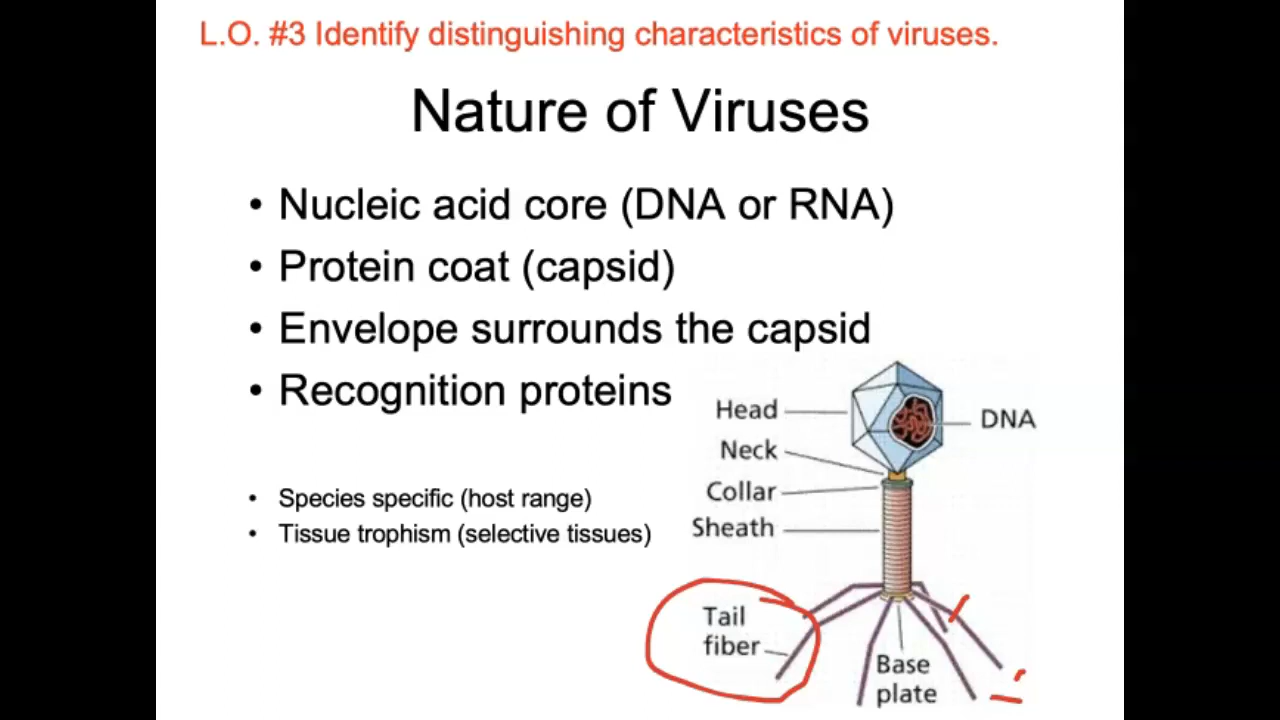 L.O. #3 Identify distinguishing characteristics of viruses.
Nature of Viruses
• Nucleic acid core (DNA or RNA)
• Protein coat (capsid)
• Envelope surrounds the capsid
• Recognition proteins
• Species specific (host range)
• Tissue trophism (selective tissues)
Head
DNA
Neck
Collar
Sheath
Tail
fiber
Base
plate